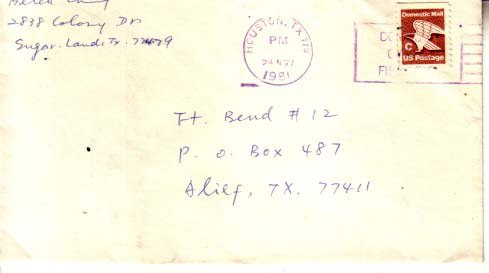 Helen
2838 Colony Dr
Sugar Land, Tx. 77479
HOUSTON, TX
PM
1981
Domestic Mail
C
US Postage
Ft. Bend # 12
P. O. Box 487
Alief, TX. 77411